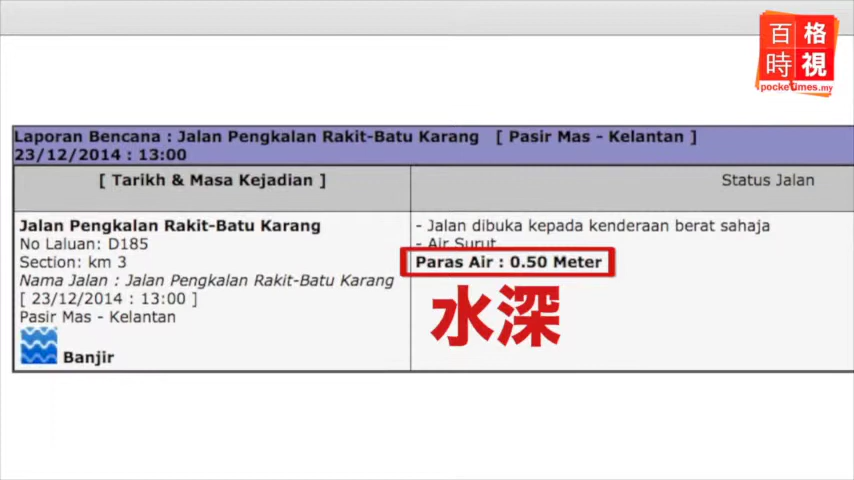 百格
時視
pocketimes.my
Laporan Bencana : Jalan Pengkalan Rakit-Batu Karang [ Pasir Mas - Kelantan ]
23/12/2014 : 13:00
[ Tarikh & Masa Kejadian ]
Status Jalan
Jalan Pengkalan Rakit-Batu Karang
No Laluan: D185
Section: km 3
Nama Jalan : Jalan Pengkalan Rakit-Batu Karang
[ 23/12/2014 : 13:00 ]
Pasir Mas - Kelantan
Banjir
- Jalan dibuka kepada kenderaan berat sahaja
- Air Surut
Paras Air : 0.50 Meter
水深